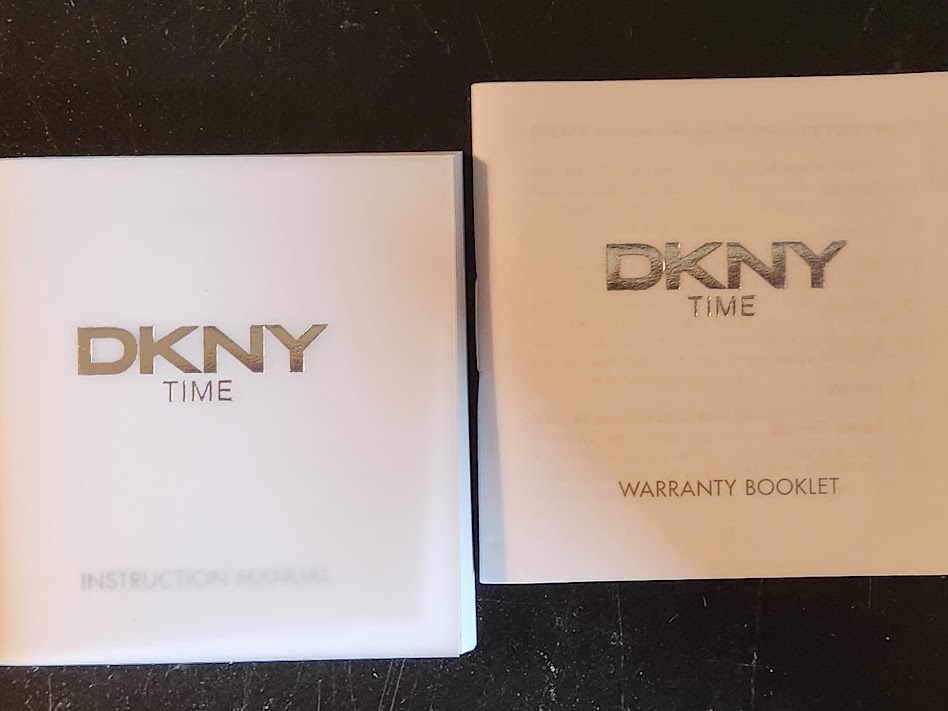 DKNY
TIME
INSTRUCTION MANUAL
DKNY
TIME
WARRANTY BOOKLET